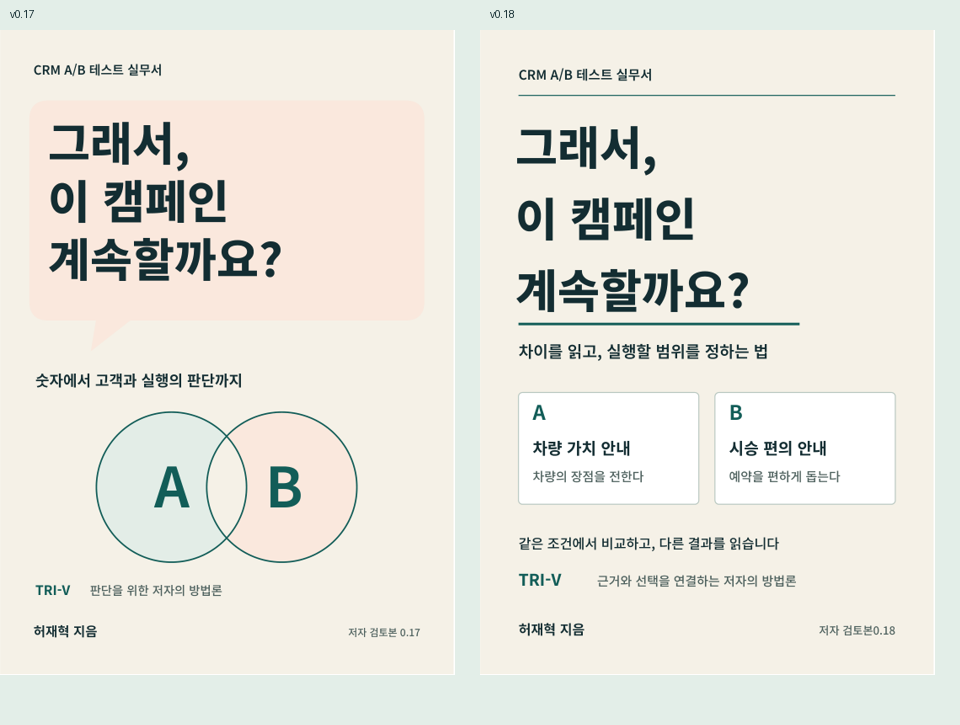 v0.17
CRM A/B 테스트 실무서
그래서,
이 캠페인
계속할까요?
숫자에서 고객과 실행의 판단까지
A
B
TRI-V 판단을 위한 저자의 방법론
허재혁 지음
저자 검토본 0.17
v0.18
CRM A/B 테스트 실무서
그래서,
이 캠페인
계속할까요?
차이를 읽고, 실행할 범위를 정하는 법
A
차량 가치 안내
차량의 장점을 전한다
B
시승 편의 안내
예약을 편하게 돕는다
같은 조건에서 비교하고, 다른 결과를 읽습니다
TRI-V 근거와 선택을 연결하는 저자의 방법론
허재혁 지음
저자 검토본0.18